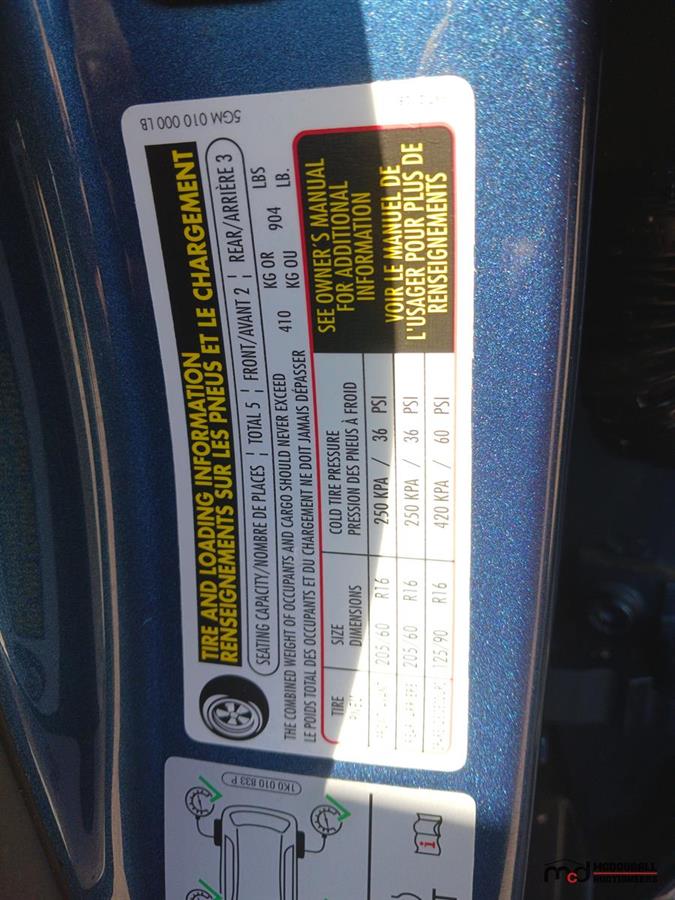 5GM 010 000 LB
TIRE AND LOADING INFORMATION
RENSEIGNEMENTS SUR LES PNEUS ET LE CHARGEMENT
SEATING CAPACITY/NOMBRE DE PLACES ¦ TOTAL 5 ¦ FRONT/AVANT 2 ¦ REAR/ARRIÈRE 3
THE COMBINED WEIGHT OF OCCUPANTS AND CARGO SHOULD NEVER EXCEED 410 KG OR 904 LBS
LE POIDS TOTAL DES OCCUPANTS ET DU CHARGEMENT NE DOIT JAMAIS DÉPASSER KG OU LB.
TIRE SIZE COLD TIRE PRESSURE
PNEU DIMENSIONS PRESSION DES PNEUS À FROID
205/60 R16 250 KPA / 36 PSI
205/60 R16 250 KPA / 36 PSI
125/90 R16 420 KPA / 60 PSI
SEE OWNER'S MANUAL
FOR ADDITIONAL
INFORMATION
VOIR LE MANUEL DE
L'USAGER POUR PLUS DE
RENSEIGNEMENTS
1K0 010 833 P
mcd MCDOUGALL
AUCTIONEERS